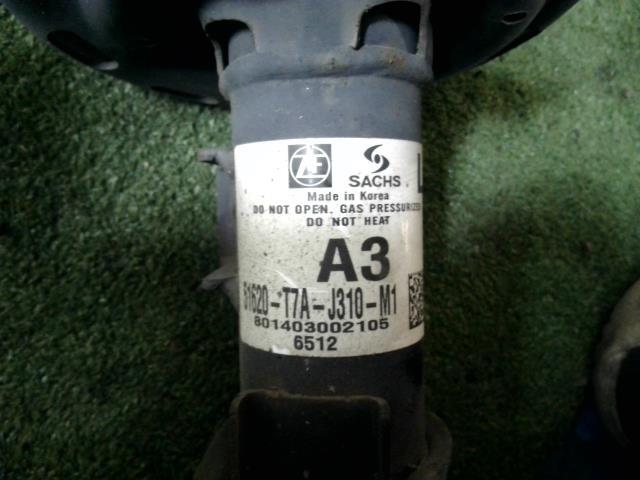 ZF SACHS L
Made in Korea
DO NOT OPEN. GAS PRESSURIZED
DO NOT HEAT
A3
51620-T7A-J310-M1
801403002105
6512